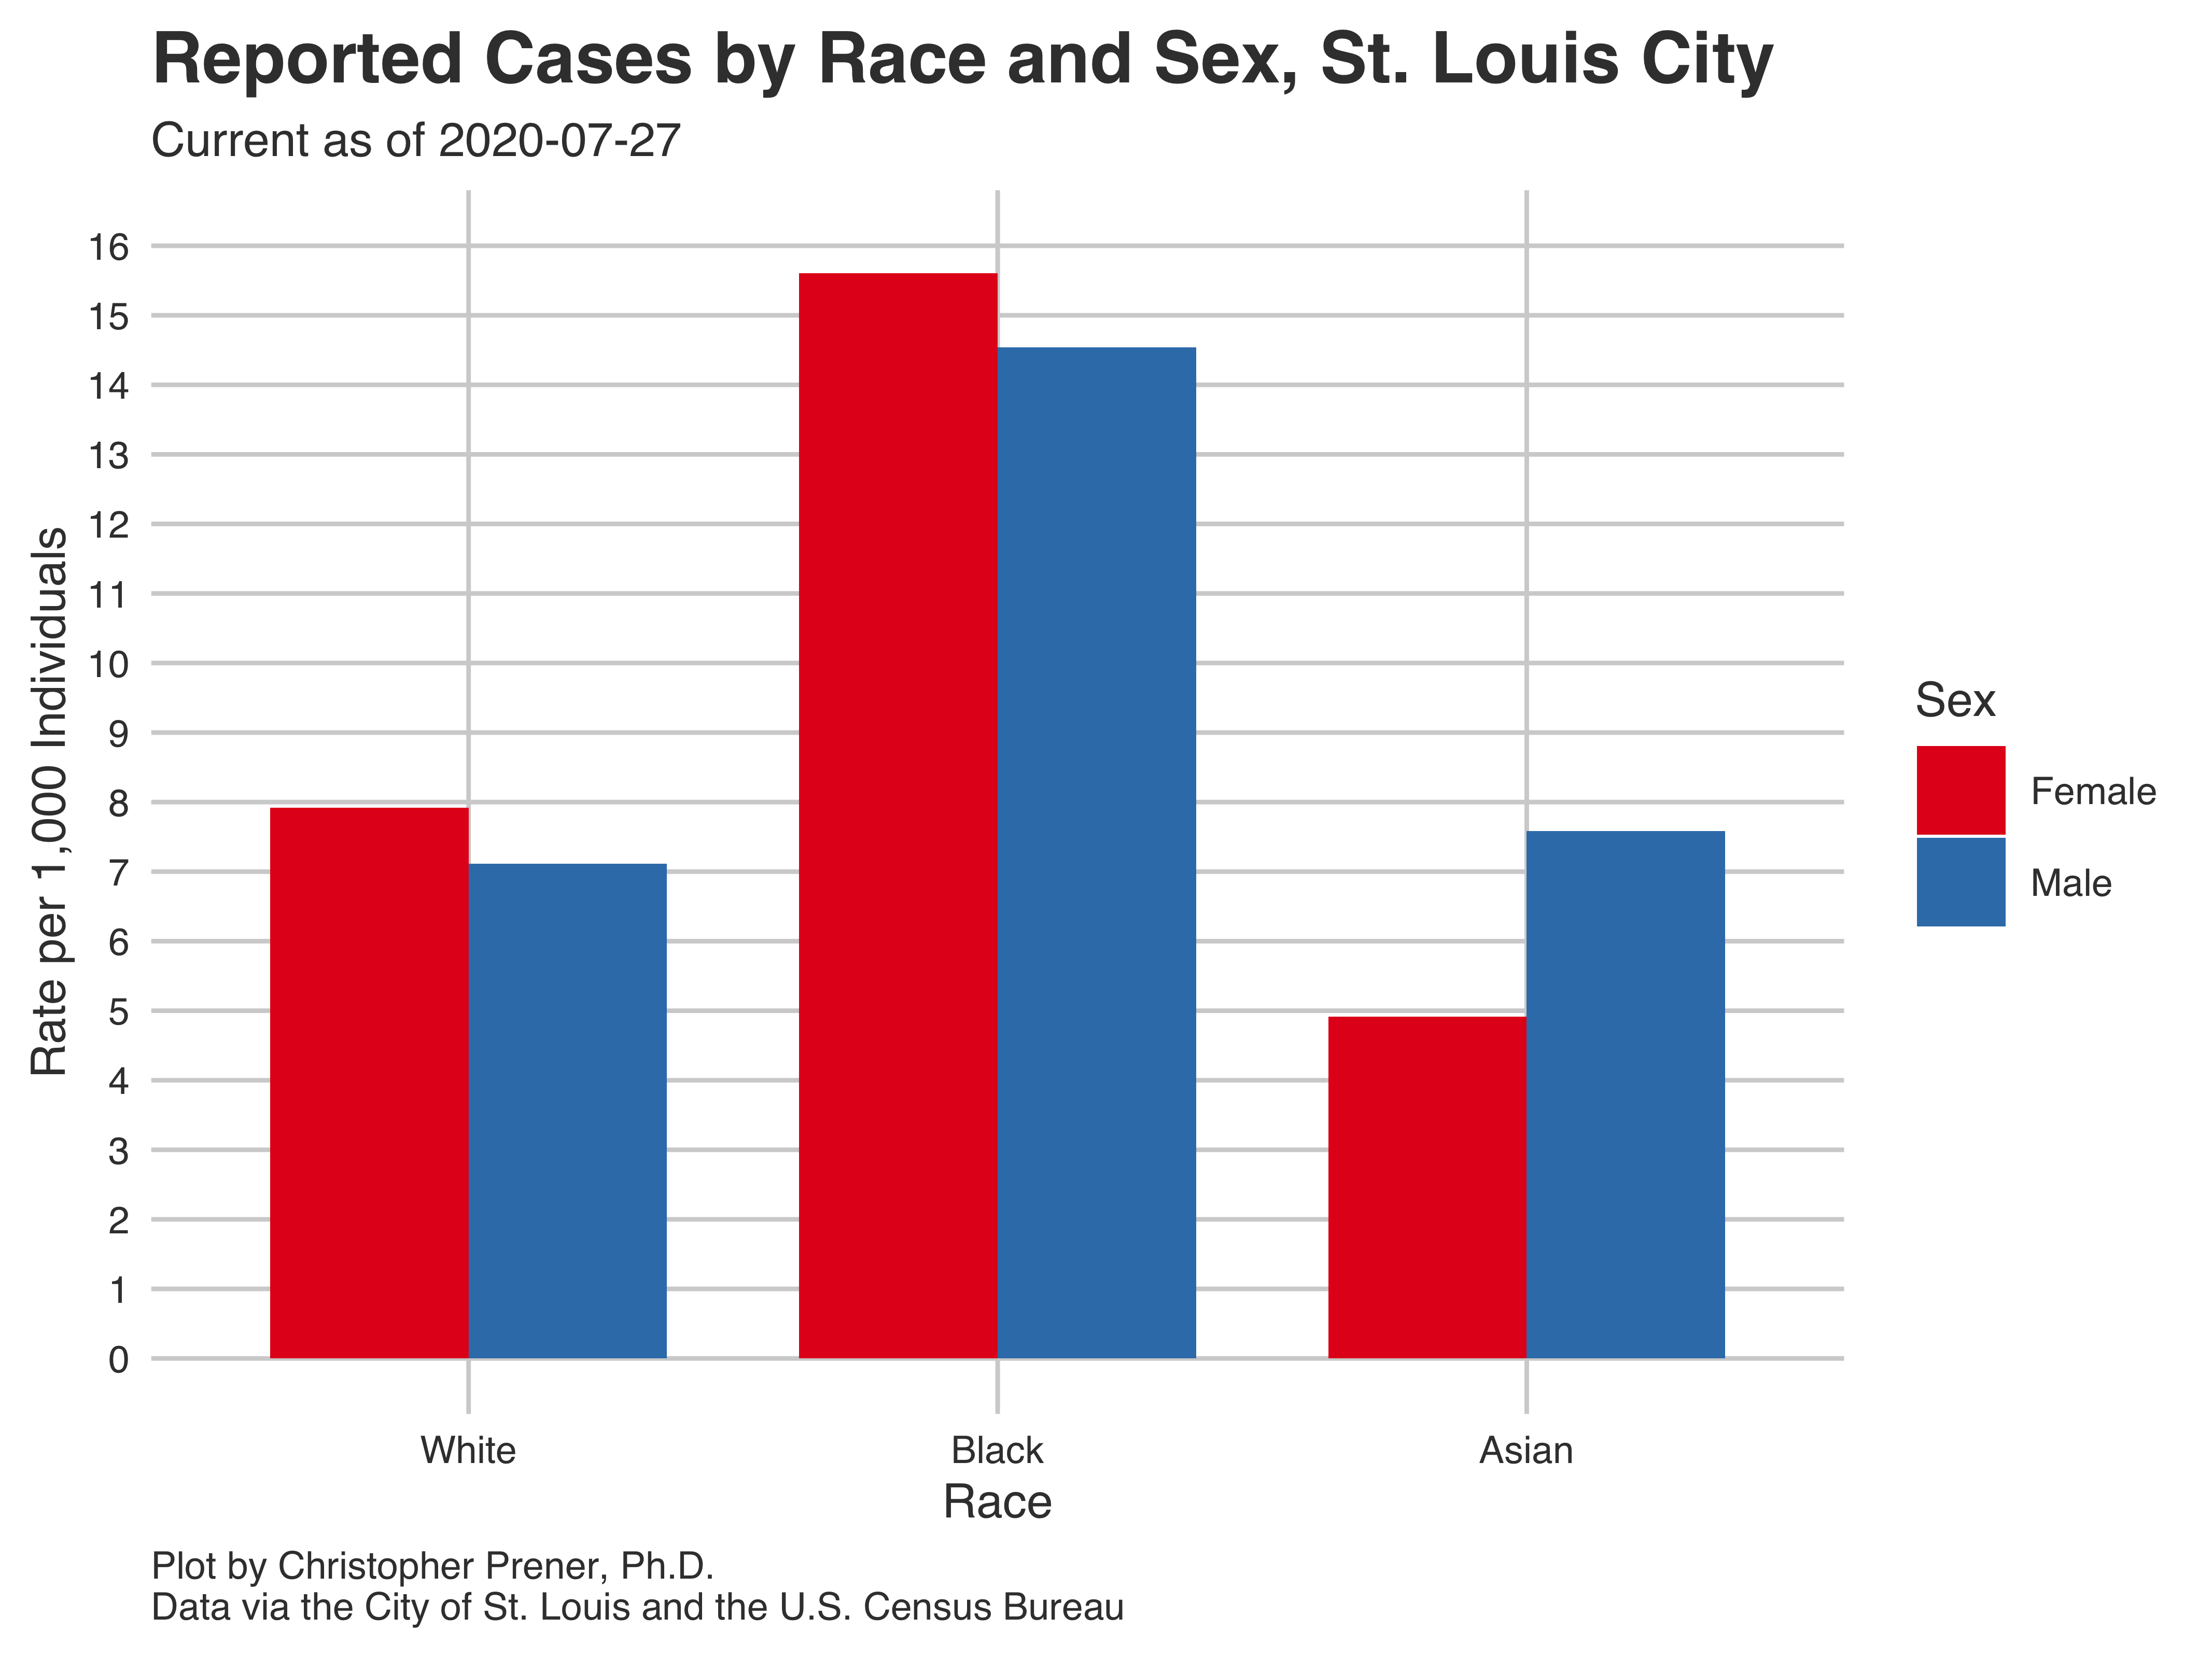 Reported Cases by Race and Sex, St. Louis City
Current as of 2020-07-27
Rate per 1,000 Individuals
16
15
14
13
12
11
10
9
8
7
6
5
4
3
2
1
0
White
Black
Asian
Race
Sex
Female
Male
Plot by Christopher Prener, Ph.D.
Data via the City of St. Louis and the U.S. Census Bureau